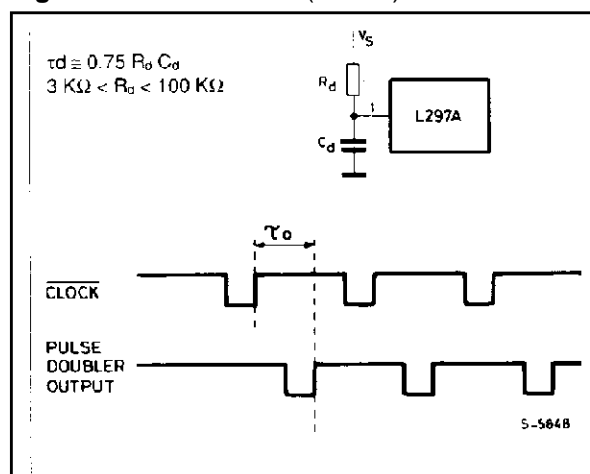 τd ≅ 0.75 Rd Cd
3 KΩ < Rd < 100 KΩ
VS
Rd
1
L297A
Cd
CLOCK
PULSE
DOUBLER
OUTPUT
S-5848